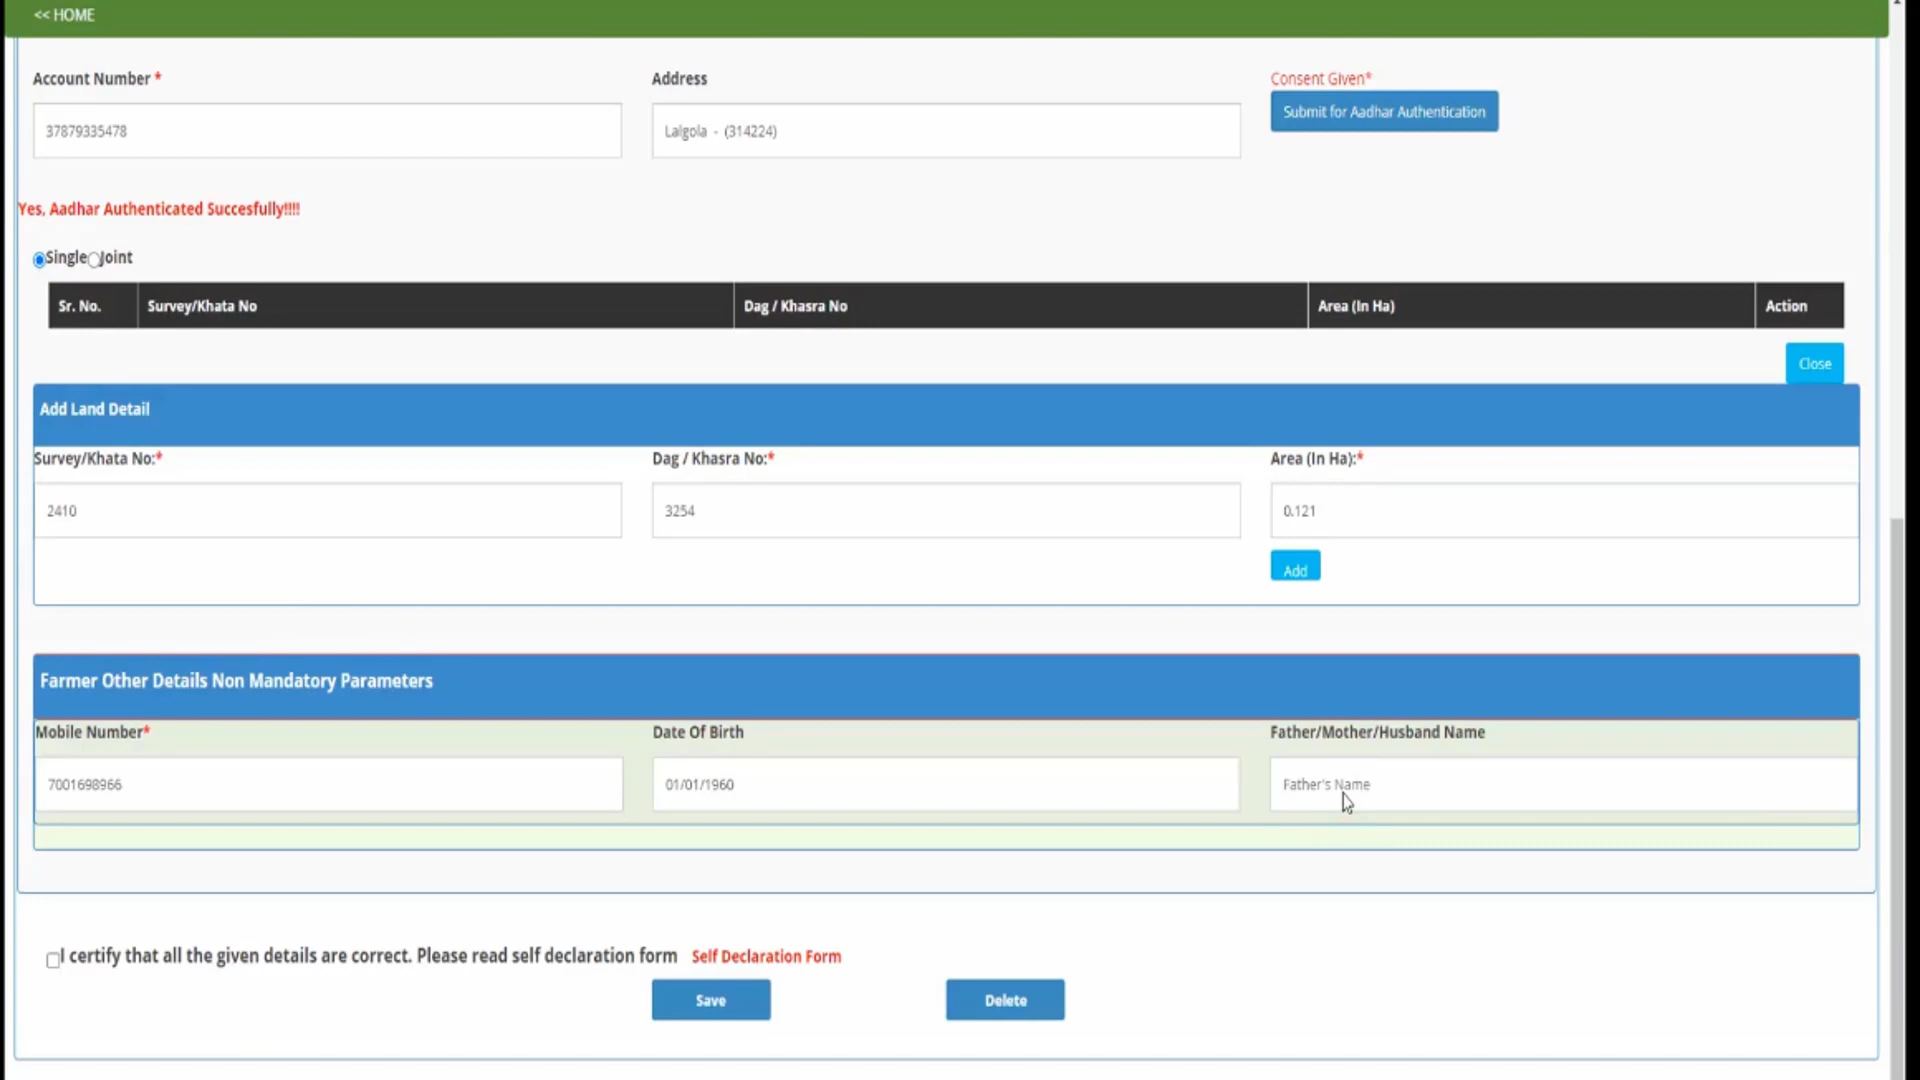 << HOME
Account Number * Address Consent Given*
37879335478 Lalgola - (314224) Submit for Aadhar Authentication
Yes, Aadhar Authenticated Succesfully!!!!
Single Joint
Sr. No. Survey/Khata No Dag / Khasra No Area (In Ha) Action
Close
Add Land Detail
Survey/Khata No:* Dag / Khasra No:* Area (In Ha):*
2410 3254 0.121
Add
Farmer Other Details Non Mandatory Parameters
Mobile Number* Date Of Birth Father/Mother/Husband Name
7001698966 01/01/1960 Father's Name
I certify that all the given details are correct. Please read self declaration form Self Declaration Form
Save Delete